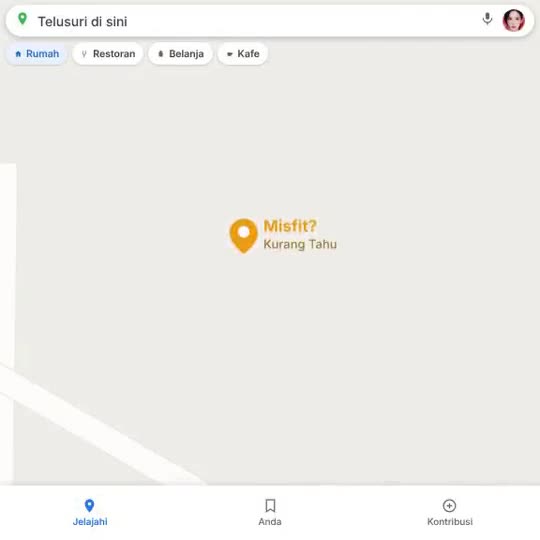 Telusuri di sini
Rumah Restoran Belanja Kafe
Misfit?
Kurang Tahu
Jelajahi Anda Kontribusi